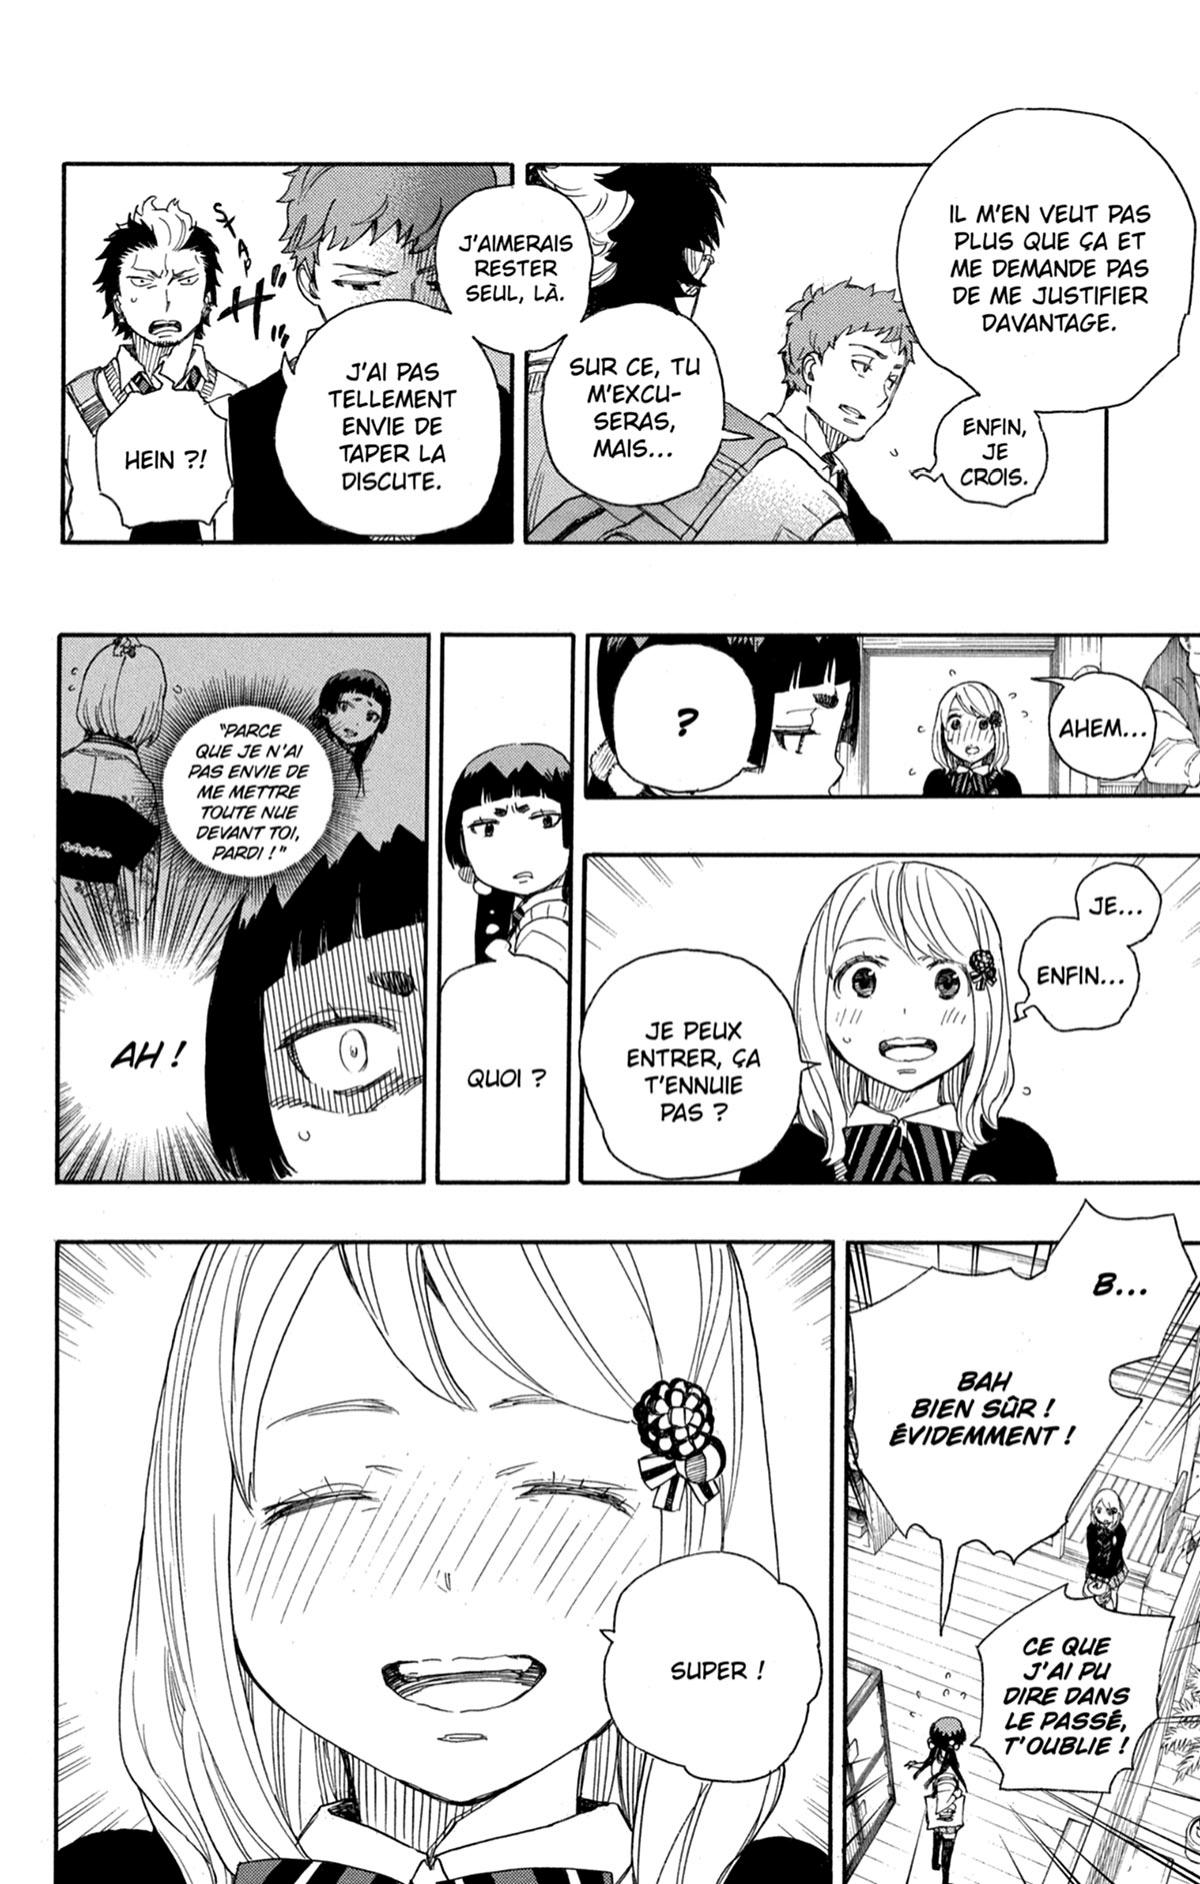 IL M'EN VEUT PAS
PLUS QUE ÇA ET
ME DEMANDE PAS
DE ME JUSTIFIER
DAVANTAGE.
ENFIN,
JE
CROIS.
SUR CE, TU
M'EXCU-
SERAS,
MAIS...
J'AIMERAIS
RESTER
SEUL, LÀ.
J'AI PAS
TELLEMENT
ENVIE DE
TAPER LA
DISCUTE.
STAP
HEIN ?!
AHEM...
?
JE...
ENFIN...
JE PEUX
ENTRER, ÇA
T'ENNUIE
PAS ?
QUOI ?
"PARCE
QUE JE N'AI
PAS ENVIE DE
ME METTRE
TOUTE NUE
DEVANT TOI,
PARDI !"
AH !
B...
BAH
BIEN SÛR !
ÉVIDEMMENT !
CE QUE
J'AI PU
DIRE DANS
LE PASSÉ,
T'OUBLIE !
SUPER !